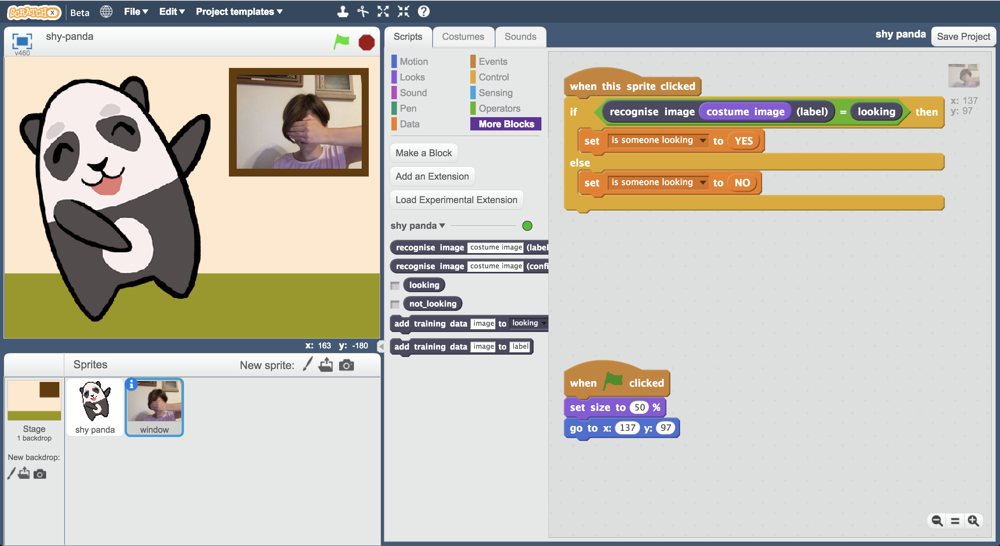 SCRATCH X Beta File Edit Project templates
v460 shy-panda
x: 163 y: -180
Sprites New sprite:
Stage
1 backdrop
New backdrop:
shy panda
window
Scripts Costumes Sounds
shy panda Save Project
Motion
Looks
Sound
Pen
Data
Events
Control
Sensing
Operators
More Blocks
Make a Block
Add an Extension
Load Experimental Extension
shy panda
recognise image costume image (label
recognise image costume image (confi
looking
not_looking
add training data image to looking
add training data image to label
when this sprite clicked
if recognise image costume image (label) = looking then
set is someone looking to YES
else
set is someone looking to NO
x: 137
y: 97
when clicked
set size to 50 %
go to x: 137 y: 97